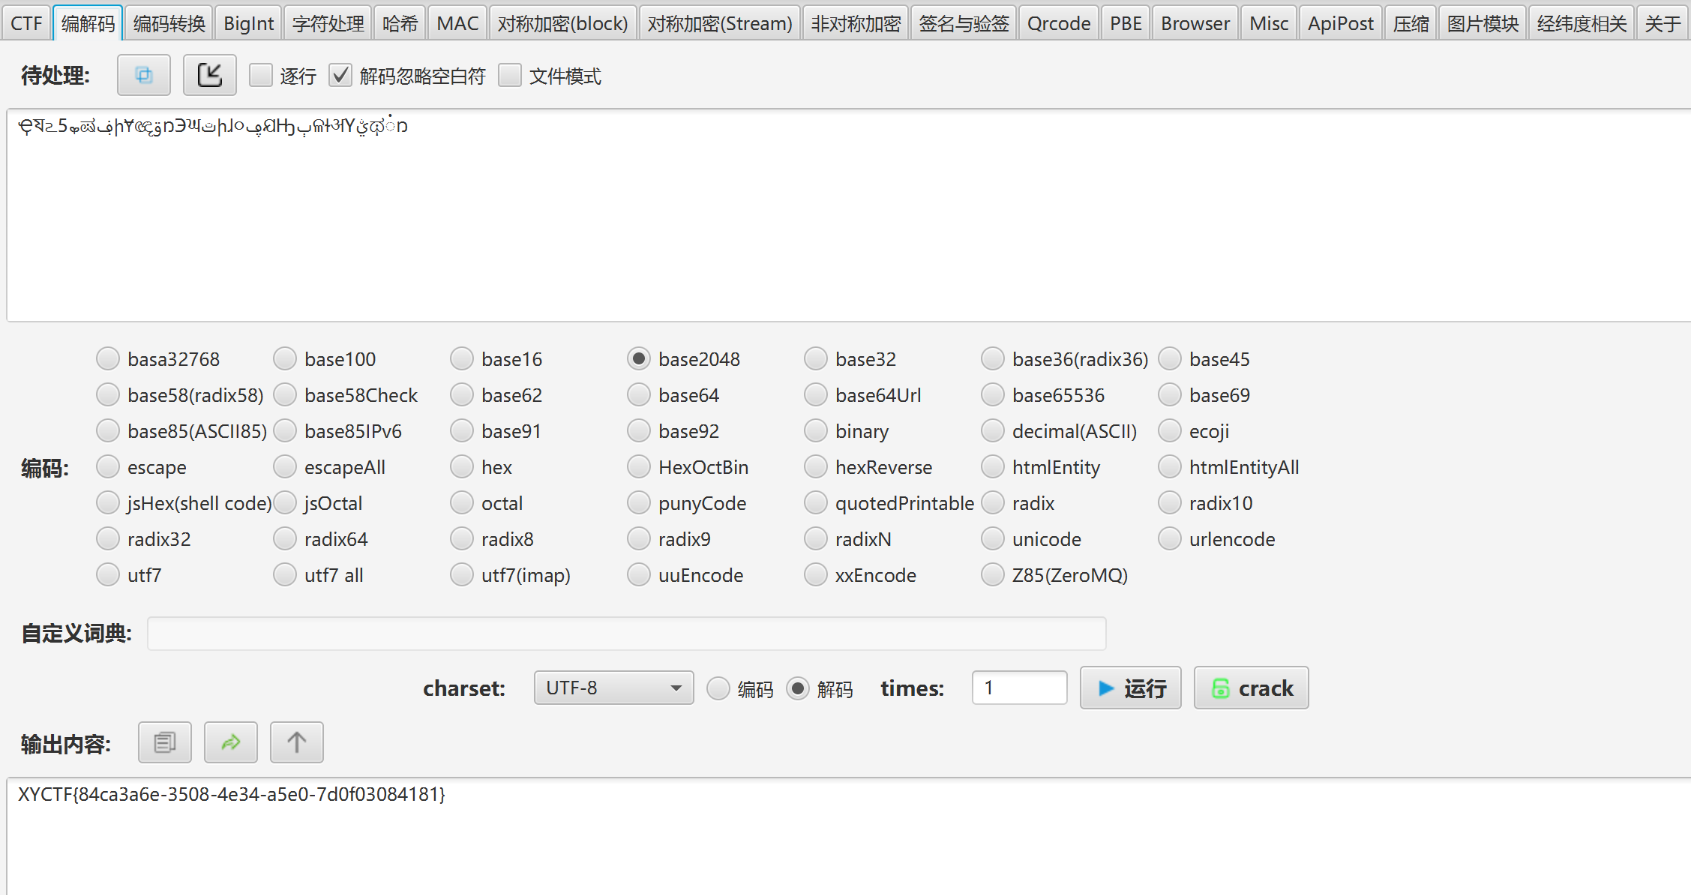 CTF 编解码 编码转换 BigInt 字符处理 哈希 MAC 对称加密(block) 对称加密(Stream) 非对称加密 签名与验签 Qrcode PBE Browser Misc ApiPost 压缩 图片模块 经纬度相关 关于
待处理: 逐行 解码忽略空白符 文件模式
basa32768 base100 base16 base2048 base32 base36(radix36) base45
base58(radix58) base58Check base62 base64 base64Url base65536 base69
base85(ASCII85) base85IPv6 base91 base92 binary decimal(ASCII) ecoji
编码: escape escapeAll hex HexOctBin hexReverse htmlEntity htmlEntityAll
jsHex(shell code) jsOctal octal punyCode quotedPrintable radix radix10
radix32 radix64 radix8 radix9 radixN unicode urlencode
utf7 utf7 all utf7(imap) uuEncode xxEncode Z85(ZeroMQ)
自定义词典:
charset: UTF-8 编码 解码 times: 1 运行 crack
输出内容:
XYCTF{84ca3a6e-3508-4e34-a5e0-7d0f03084181}